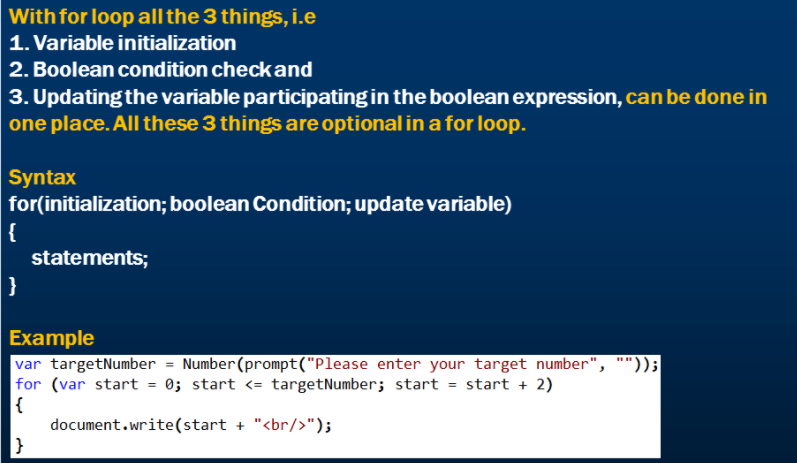 With for loop all the 3 things, i.e
1. Variable initialization
2. Boolean condition check and
3. Updating the variable participating in the boolean expression, can be done in
one place. All these 3 things are optional in a for loop.
Syntax
for(initialization; boolean Condition; update variable)
{
statements;
}
Example
var targetNumber = Number(prompt("Please enter your target number", ""));
for (var start = 0; start <= targetNumber; start = start + 2)
{
document.write(start + "<br/>");
}